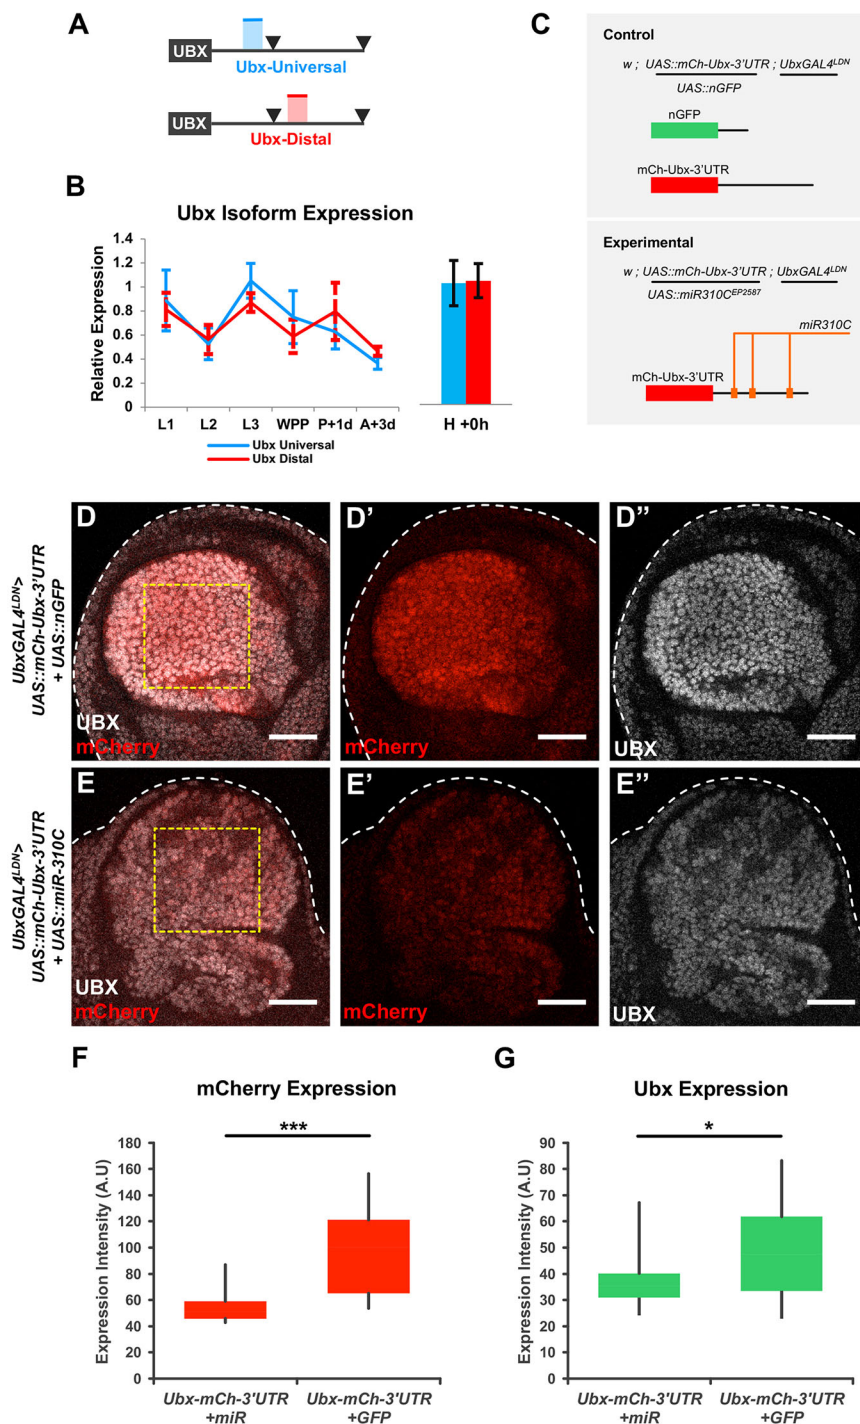 A
UBX
Ubx-Universal
UBX
Ubx-Distal
B
Ubx Isoform Expression
Relative Expression
1.4
1.2
1
0.8
0.6
0.4
0.2
0
L1 L2 L3 WPP P+1d A+3d
H +0h
Ubx Universal
Ubx Distal
C
Control
w ; UAS::mCh-Ubx-3'UTR ; UbxGAL4LDN
UAS::nGFP
nGFP
mCh-Ubx-3'UTR
Experimental
w ; UAS::mCh-Ubx-3'UTR ; UbxGAL4LDN
UAS::miR310CEP2587
miR310C
mCh-Ubx-3'UTR
UbxGAL4LDN>
UAS::mCh-Ubx-3'UTR
+ UAS::nGFP
D
UBX
mCherry
D'
mCherry
D''
UBX
UbxGAL4LDN>
UAS::mCh-Ubx-3'UTR
+ UAS::miR-310C
E
UBX
mCherry
E'
mCherry
E''
UBX
F
mCherry Expression
***
Expression Intensity (A.U)
180
160
140
120
100
80
60
40
20
0
Ubx-mCh-3'UTR
+miR
Ubx-mCh-3'UTR
+GFP
G
Ubx Expression
*
Expression Intensity (A.U)
90
80
70
60
50
40
30
20
10
0
Ubx-mCh-3'UTR
+miR
Ubx-mCh-3'UTR
+GFP